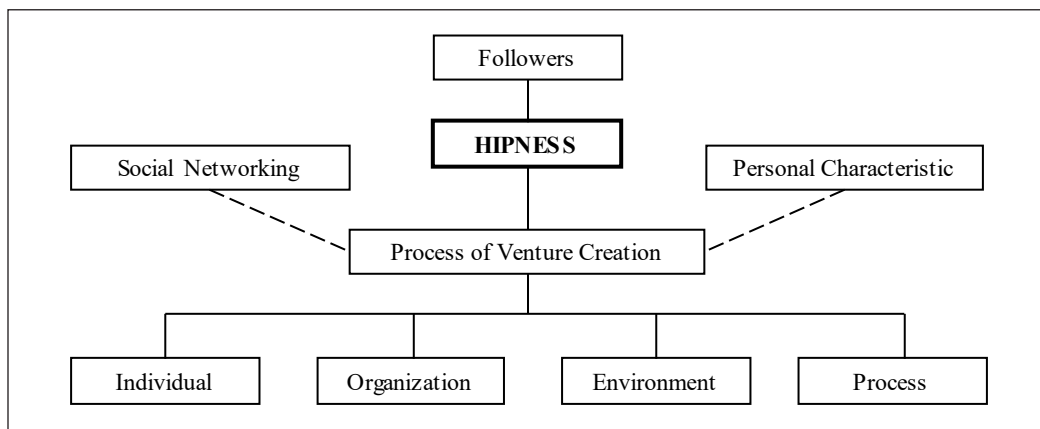 Followers
HIPNESS
Social Networking
Personal Characteristic
Process of Venture Creation
Individual
Organization
Environment
Process